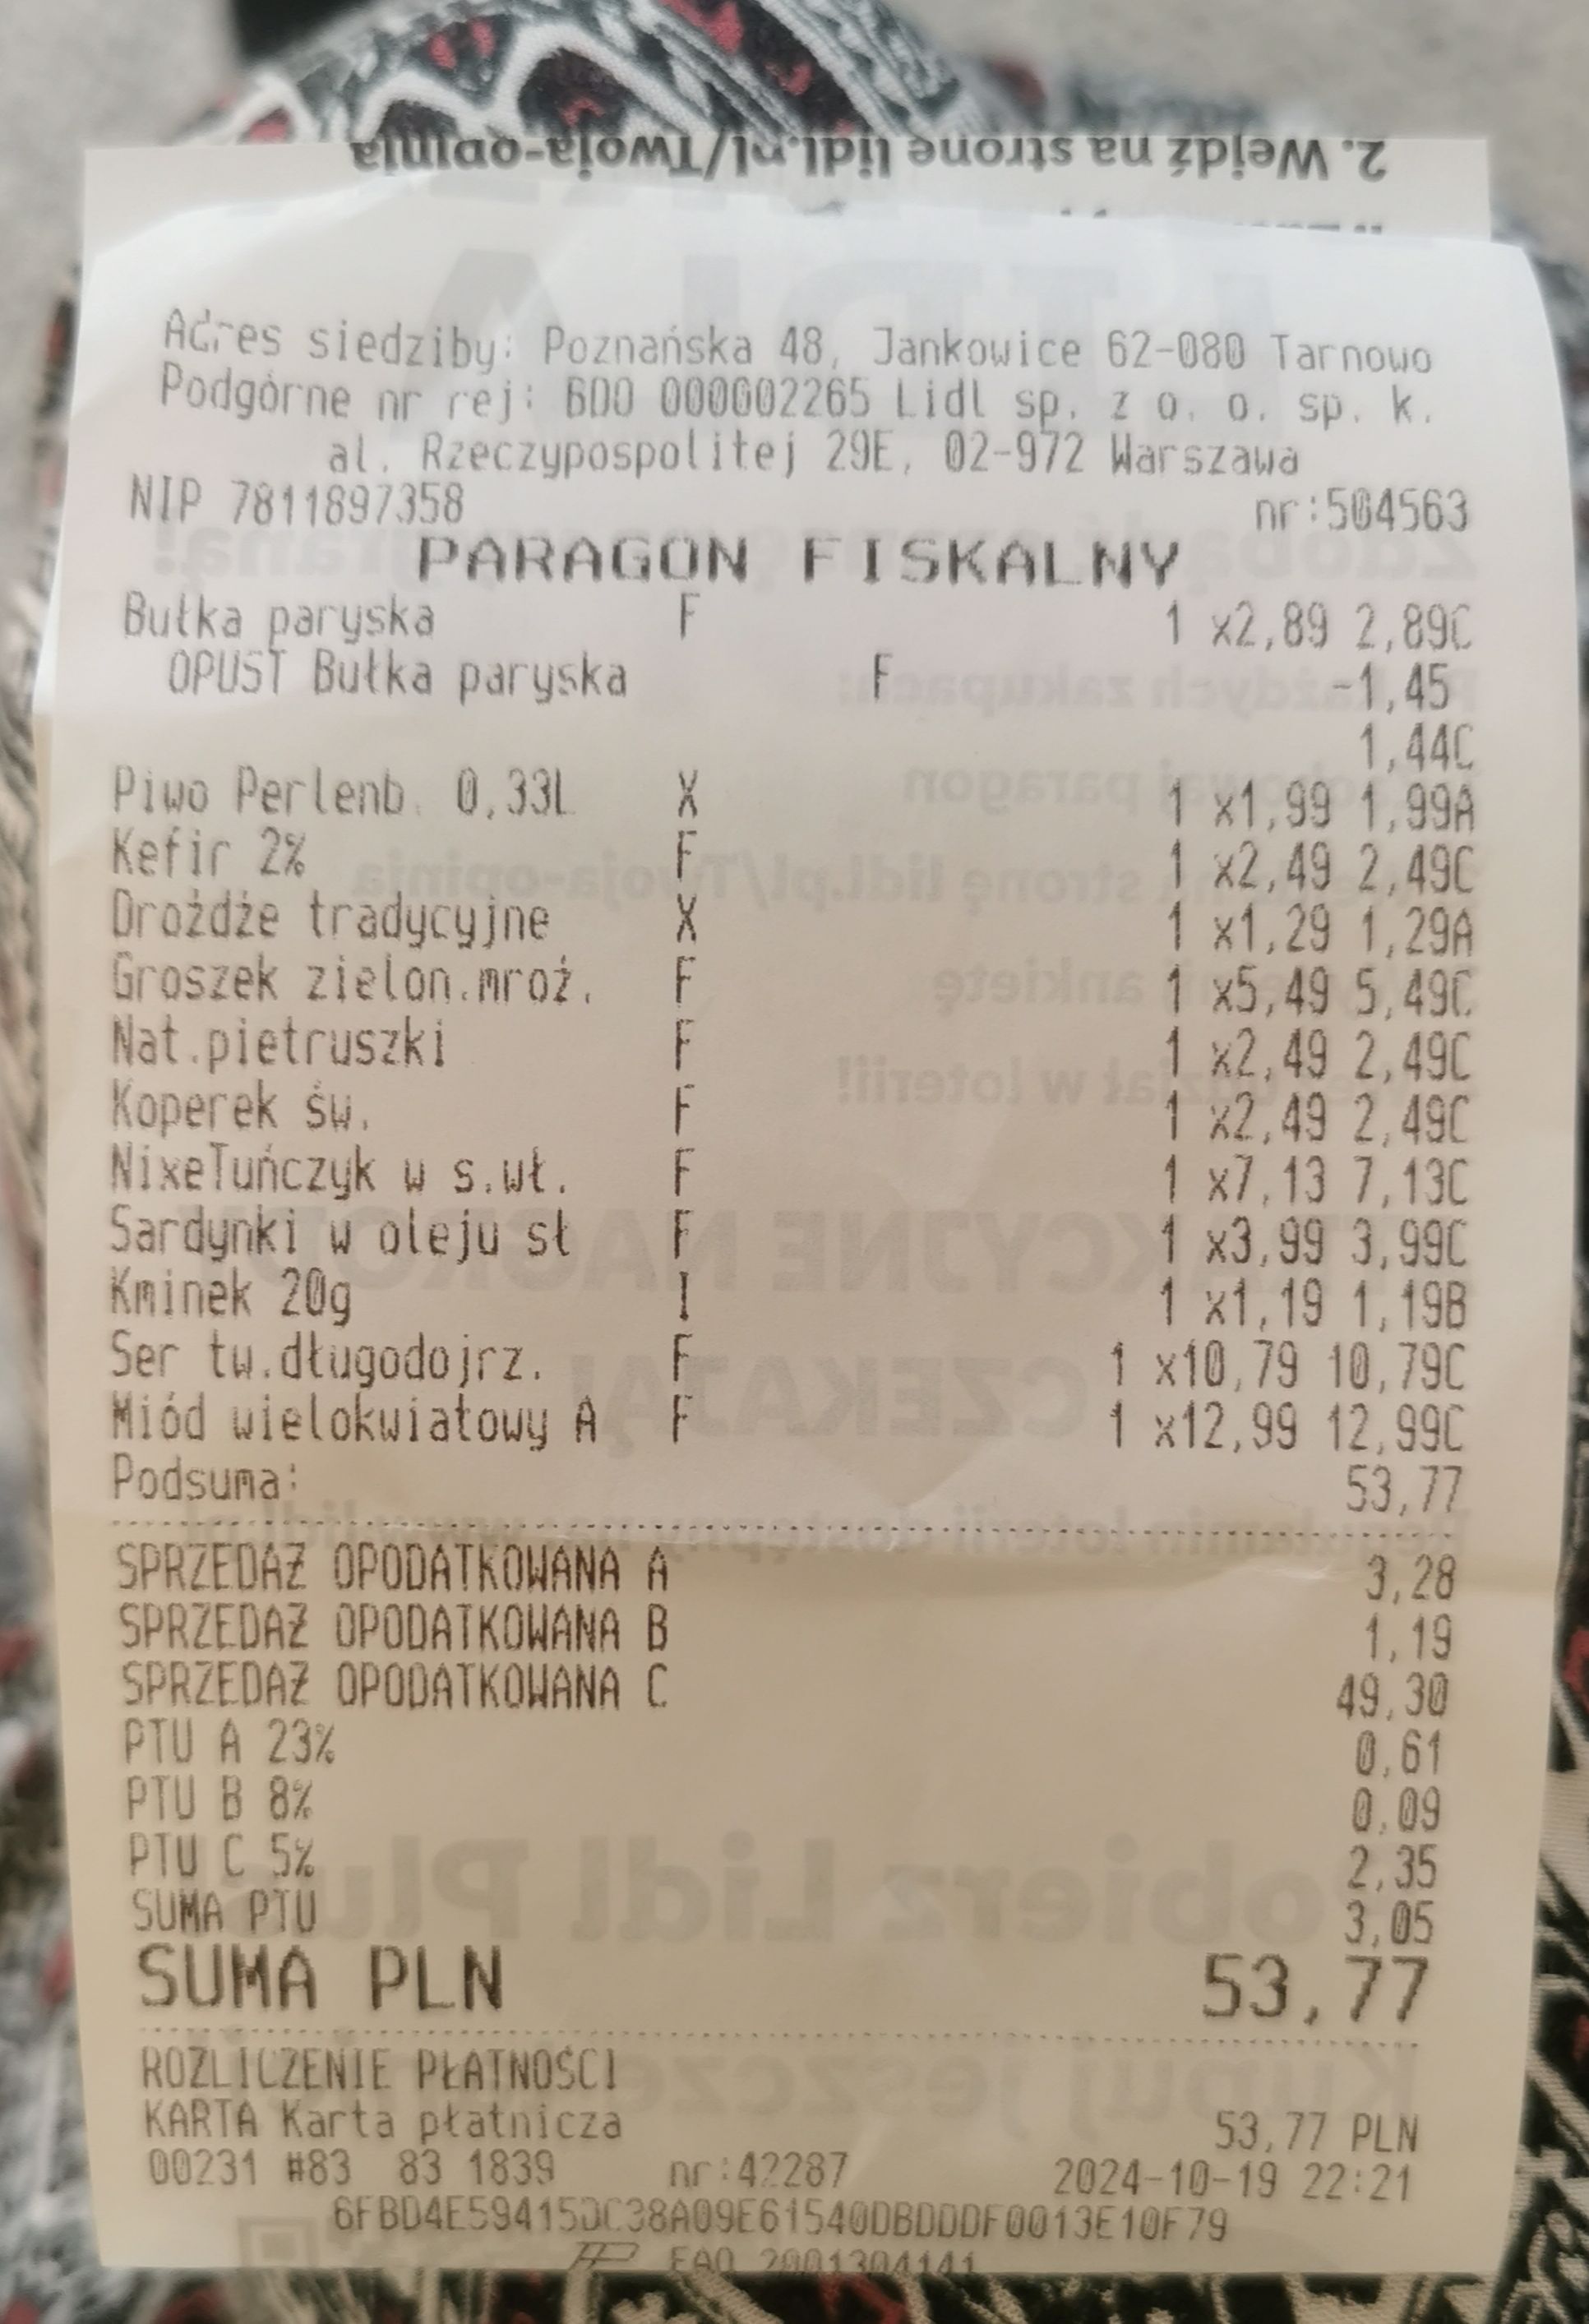 2. Wejdź na stronę lidl.pl/Twoja-opinia
Adres siedziby: Poznańska 48, Jankowice 62-080 Tarnowo
Podgórne nr rej: BDO 000002265 Lidl sp. z o. o. sp. k.
al. Rzeczypospolitej 29E, 02-972 Warszawa
NIP 7811897358 nr:504563
PARAGON FISKALNY
Bułka paryska F 1 x2,89 2,89C
OPUST Bułka paryska F -1,45
1,44C
Piwo Perlenb. 0,33L X 1 x1,99 1,99A
Kefir 2% F 1 x2,49 2,49C
Drożdże tradycyjne X 1 x1,29 1,29A
Groszek zielon.mroż. F 1 x5,49 5,49C
Nat.pietruszki F 1 x2,49 2,49C
Koperek św. F 1 x2,49 2,49C
NixeTuńczyk w s.wł. F 1 x7,13 7,13C
Sardynki w oleju sł F 1 x3,99 3,99C
Kminek 20g I 1 x1,19 1,19B
Ser tw.długodojrz. F 1 x10,79 10,79C
Miód wielokwiatowy A F 1 x12,99 12,99C
Podsuma: 53,77
SPRZEDAŻ OPODATKOWANA A 3,28
SPRZEDAŻ OPODATKOWANA B 1,19
SPRZEDAŻ OPODATKOWANA C 49,30
PTU A 23% 0,61
PTU B 8% 0,09
PTU C 5% 2,35
SUMA PTU 3,05
SUMA PLN 53,77
ROZLICZENIE PŁATNOŚCI
KARTA Karta płatnicza 53,77 PLN
00231 #83 83 1839 nr:42287 2024-10-19 22:21
6FBD4E59415DC38A09E61540DBDDDF0013E10F79
EAO 2001304141